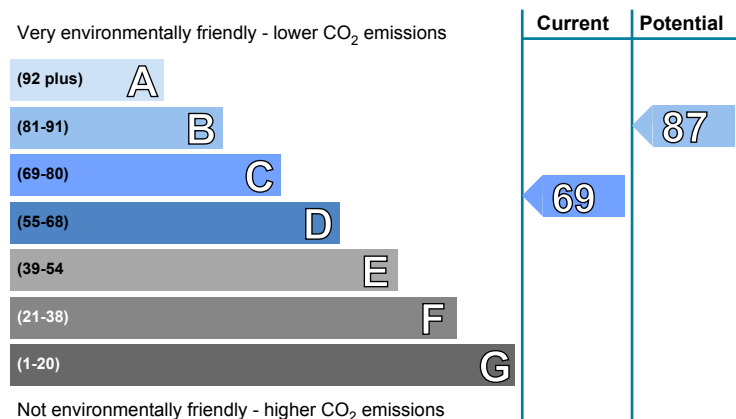 Very environmentally friendly - lower CO₂ emissions
Current
Potential
(92 plus) A
(81-91) B
87
(69-80) C
69
(55-68) D
(39-54 E
(21-38) F
(1-20) G
Not environmentally friendly - higher CO₂ emissions